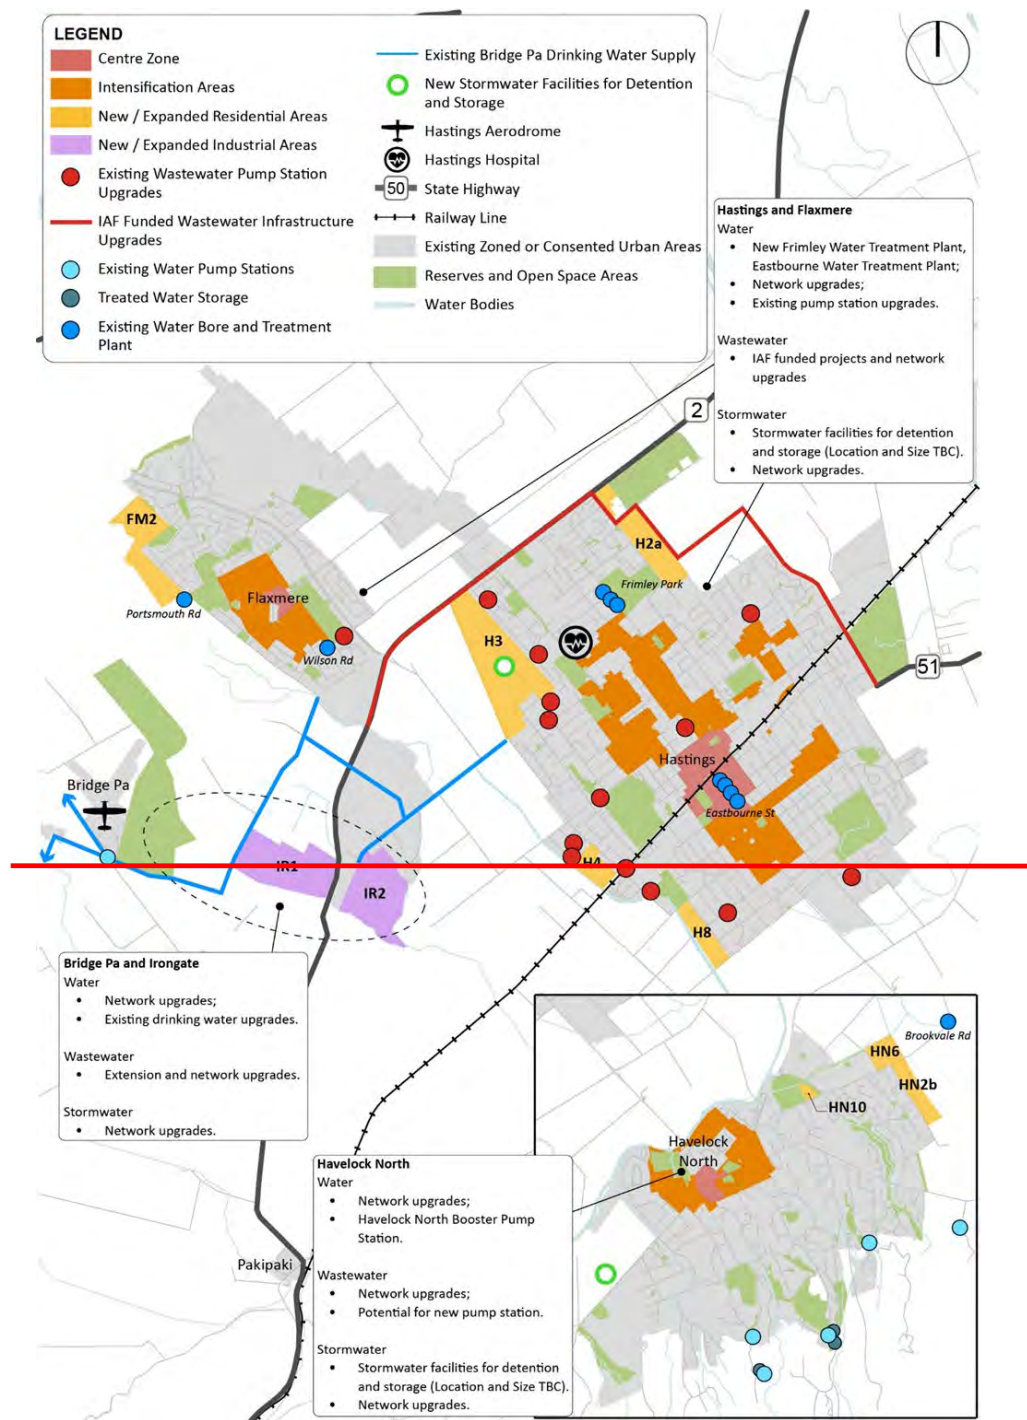 LEGEND
Centre Zone
Intensification Areas
New / Expanded Residential Areas
New / Expanded Industrial Areas
Existing Wastewater Pump Station
Upgrades
IAF Funded Wastewater Infrastructure
Upgrades
Existing Water Pump Stations
Treated Water Storage
Existing Water Bore and Treatment
Plant
Existing Bridge Pa Drinking Water Supply
New Stormwater Facilities for Detention
and Storage
Hastings Aerodrome
Hastings Hospital
50 State Highway
Railway Line
Existing Zoned or Consented Urban Areas
Reserves and Open Space Areas
Water Bodies
Hastings and Flaxmere
Water
• New Frimley Water Treatment Plant,
Eastbourne Water Treatment Plant;
• Network upgrades;
• Existing pump station upgrades.
Wastewater
• IAF funded projects and network
upgrades
Stormwater
• Stormwater facilities for detention
and storage (Location and Size TBC).
• Network upgrades.
2
FM2
H2a
Frimley Park
Flaxmere
Portsmouth Rd
H3
Wilson Rd
51
Hastings
Bridge Pa
Eastbourne St
H4
IR1
IR2
H8
Bridge Pa and Irongate
Water
• Network upgrades;
• Existing drinking water upgrades.
Wastewater
• Extension and network upgrades.
Stormwater
• Network upgrades.
Brookvale Rd
HN6
HN2b
HN10
Havelock
North
Havelock North
Water
• Network upgrades;
• Havelock North Booster Pump
Station.
Wastewater
• Network upgrades;
• Potential for new pump station.
Stormwater
• Stormwater facilities for detention
and storage (Location and Size TBC).
• Network upgrades.
Pakipaki